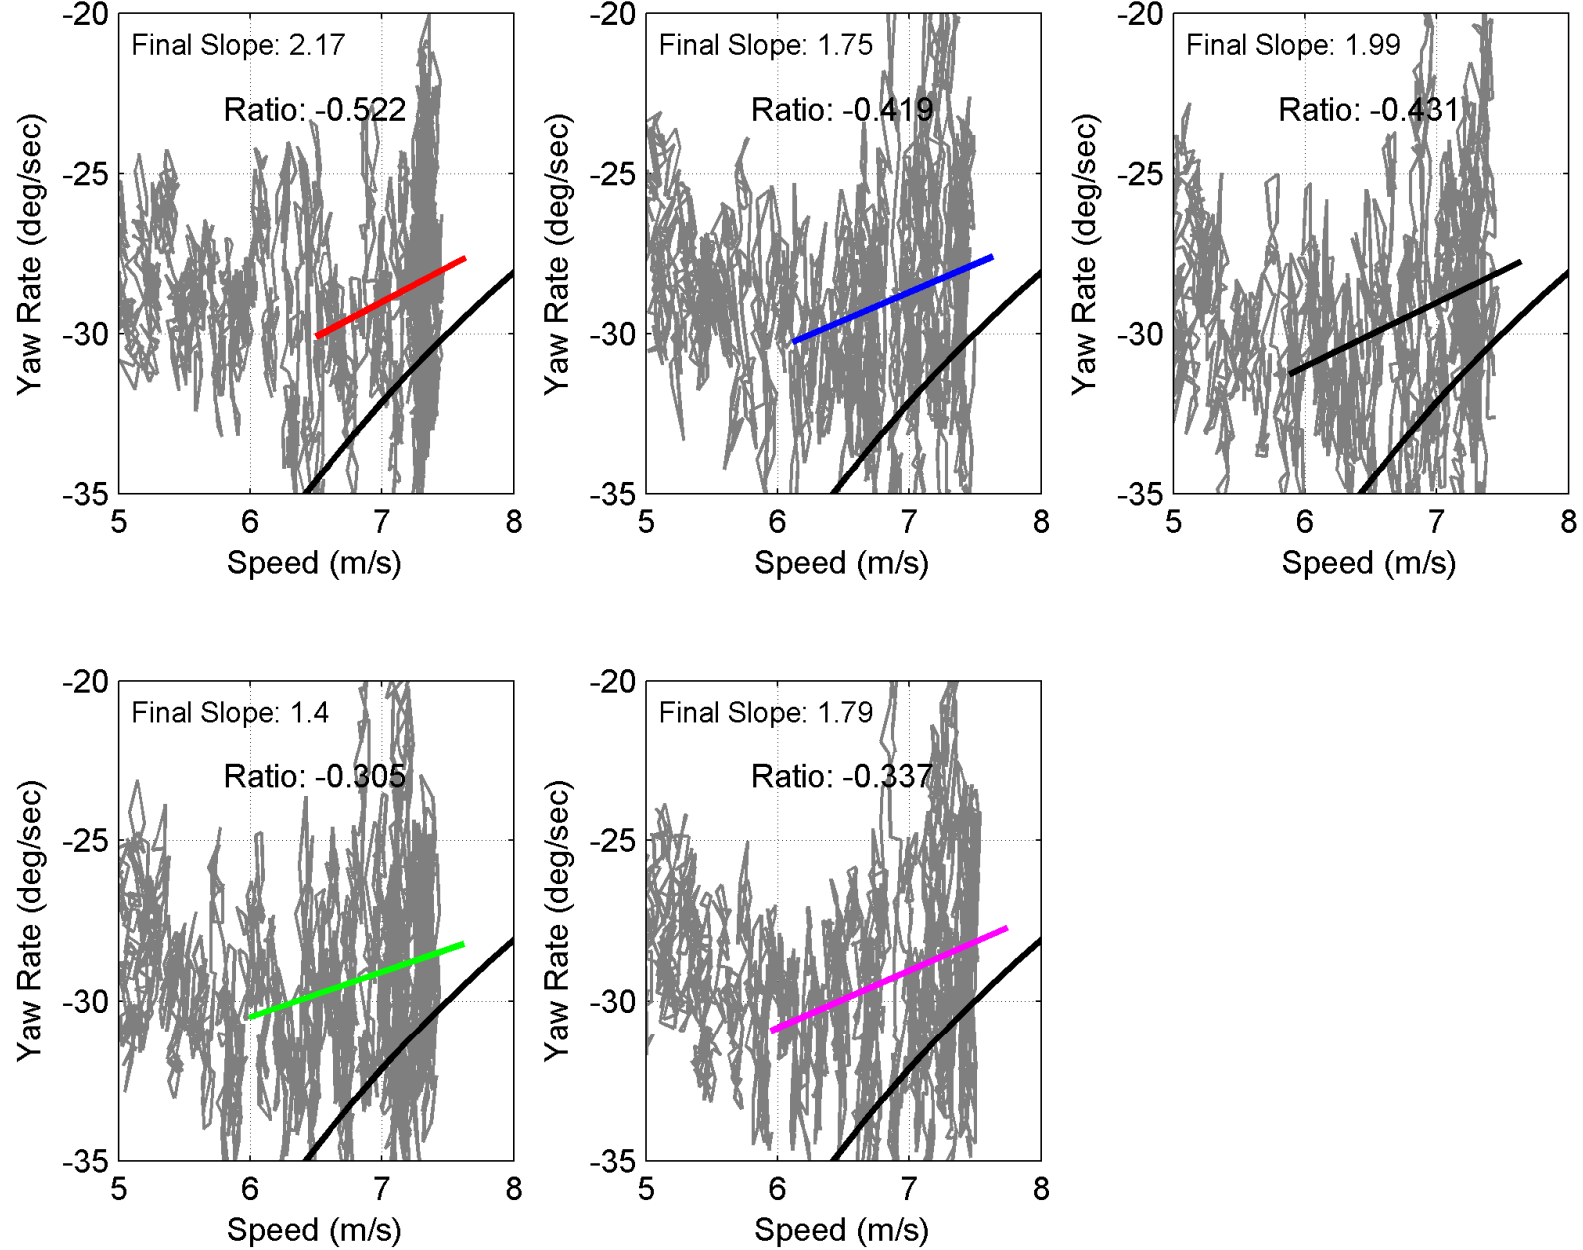 Final Slope: 2.17
Ratio: -0.522
-20
-25
-30
-35
Yaw Rate (deg/sec)
5 6 7 8
Speed (m/s)
Final Slope: 1.75
Ratio: -0.419
-20
-25
-30
-35
Yaw Rate (deg/sec)
5 6 7 8
Speed (m/s)
Final Slope: 1.99
Ratio: -0.431
-20
-25
-30
-35
Yaw Rate (deg/sec)
5 6 7 8
Speed (m/s)
Final Slope: 1.4
Ratio: -0.305
-20
-25
-30
-35
Yaw Rate (deg/sec)
5 6 7 8
Speed (m/s)
Final Slope: 1.79
Ratio: -0.337
-20
-25
-30
-35
Yaw Rate (deg/sec)
5 6 7 8
Speed (m/s)